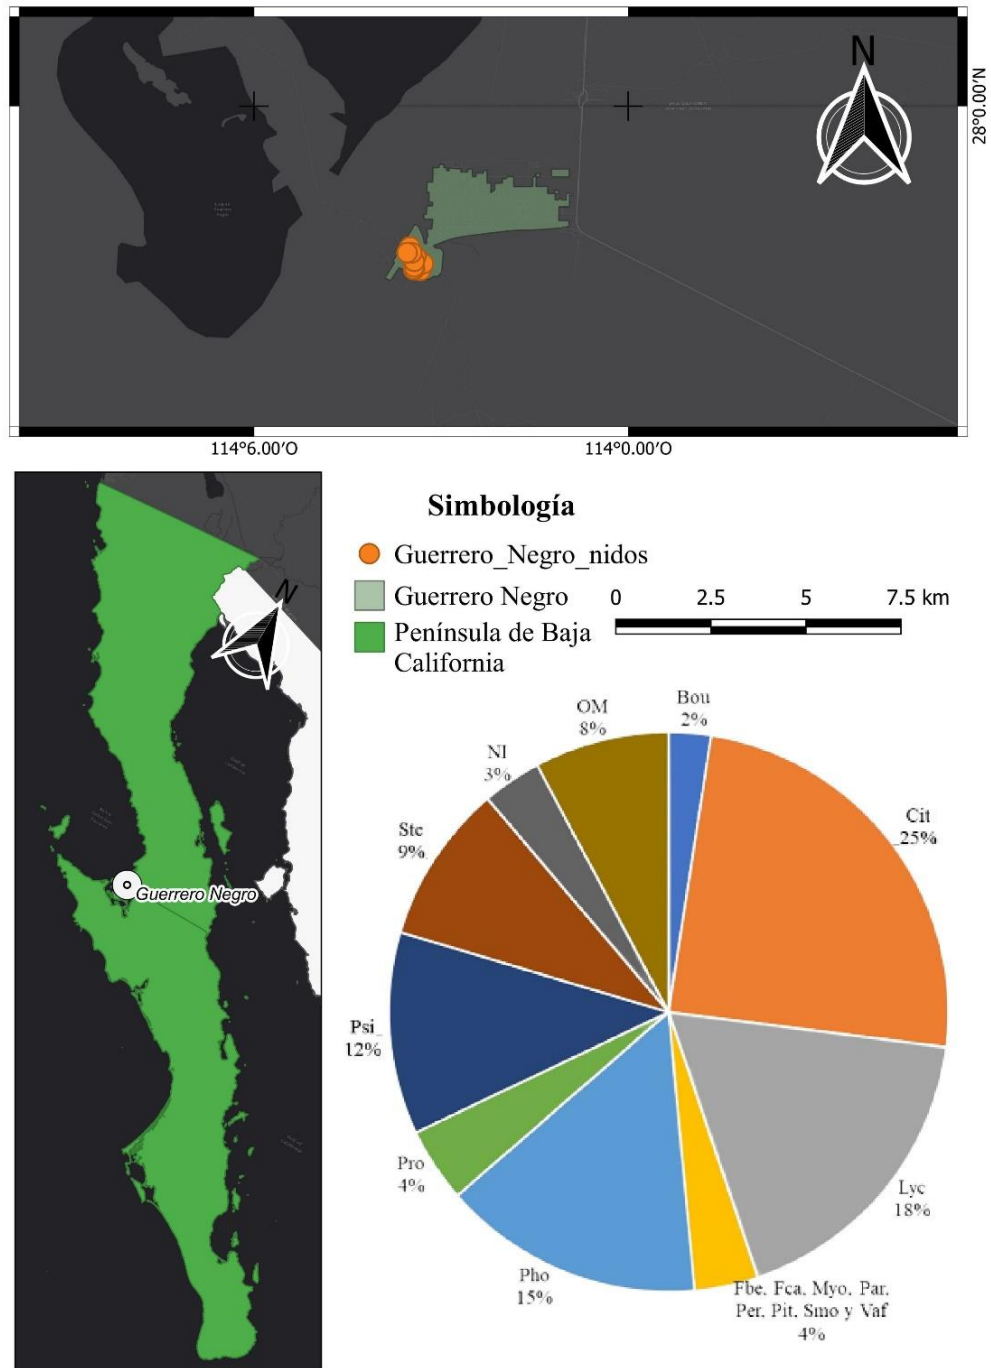 N
28°0.00′N
114°6.00′O
114°0.00′O
N
Guerrero Negro
Simbología
Guerrero_Negro_nidos
Guerrero Negro
Península de Baja
California
0 2.5 5 7.5 km
Bou
2%
Cit
25%
Lyc
18%
Fbe, Fca, Myo, Par,
Per, Pit, Smo y Vaf
4%
Pho
15%
Pro
4%
Psi
12%
Ste
9%
NI
3%
OM
8%